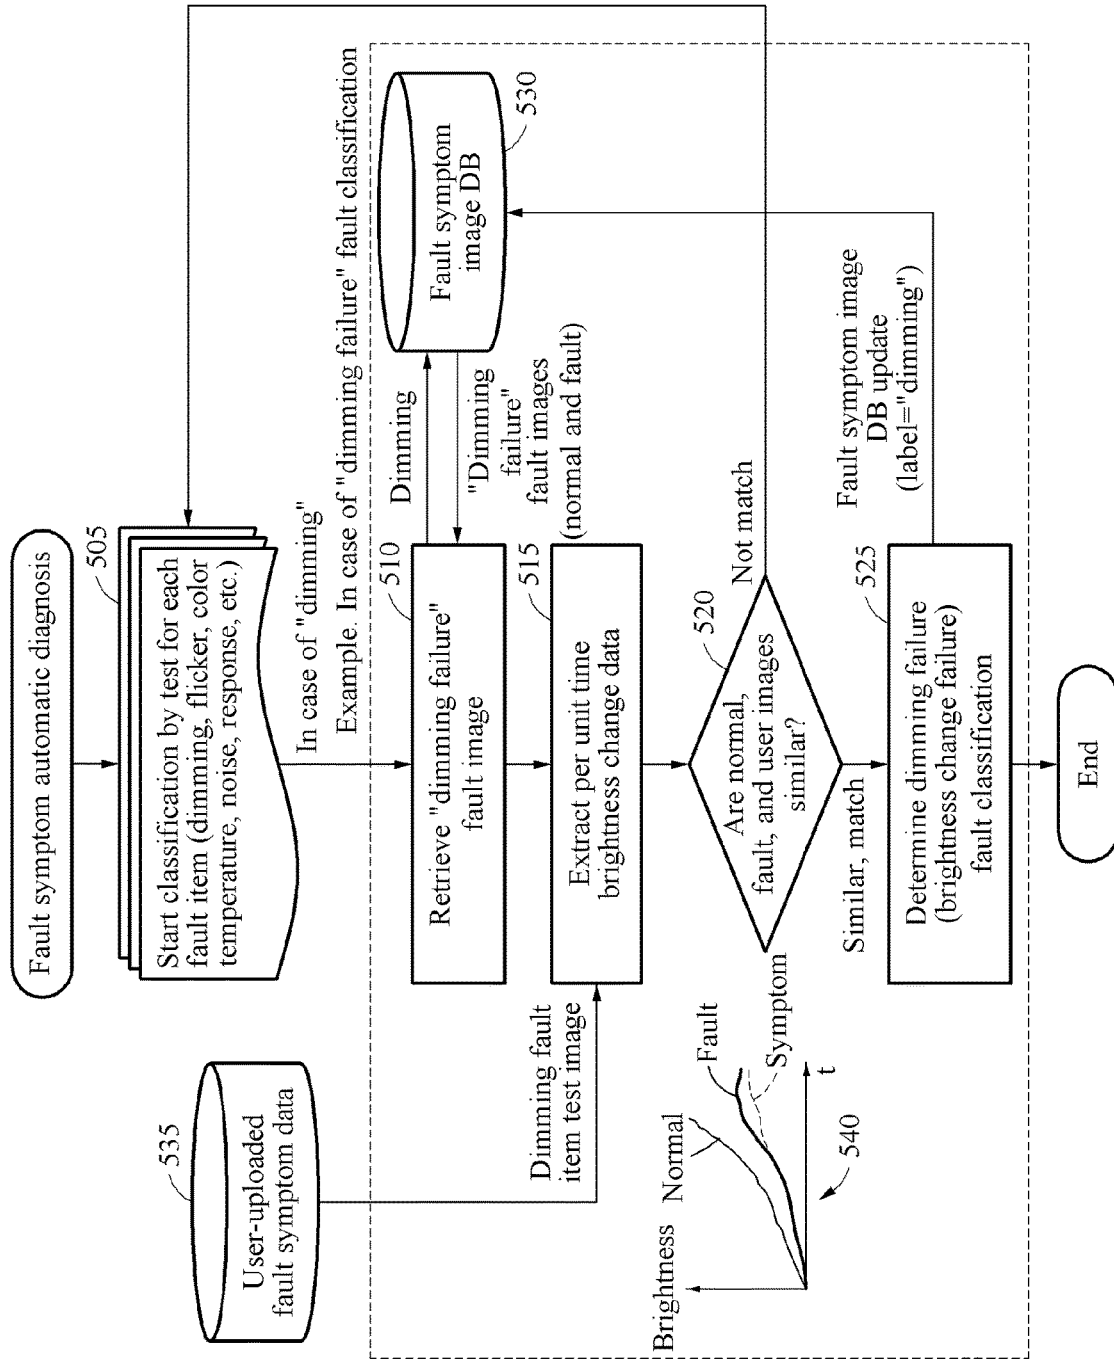 Fault symptom automatic diagnosis
505
Start classification by test for each
fault item (dimming, flicker, color
temperature, noise, response, etc.)
In case of "dimming"
Example. In case of "dimming failure" fault classification
535
User-uploaded
fault symptom data
510
Retrieve "dimming failure"
fault image
Dimming
"Dimming
failure"
fault images
(normal and fault)
530
Fault symptom
image DB
Dimming fault
item test image
515
Extract per unit time
brightness change data
520
Are normal,
fault, and user images
similar?
Not match
Similar, match
Brightness
Normal
Fault
Symptom
t
540
525
Determine dimming failure
(brightness change failure)
fault classification
Fault symptom image
DB update
(label="dimming")
End